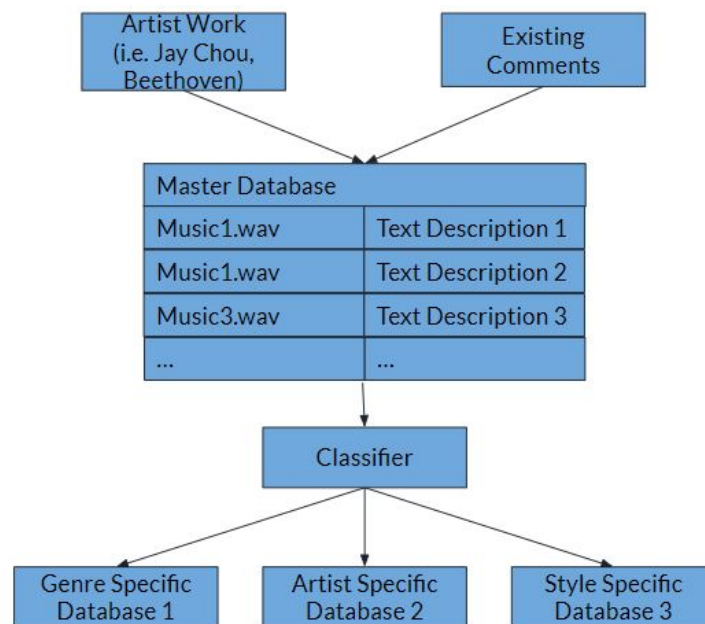 Artist Work
(i.e. Jay Chou,
Beethoven)
Existing
Comments
Master Database
Music1.wav
Text Description 1
Music1.wav
Text Description 2
Music3.wav
Text Description 3
...
...
Classifier
Genre Specific
Database 1
Artist Specific
Database 2
Style Specific
Database 3